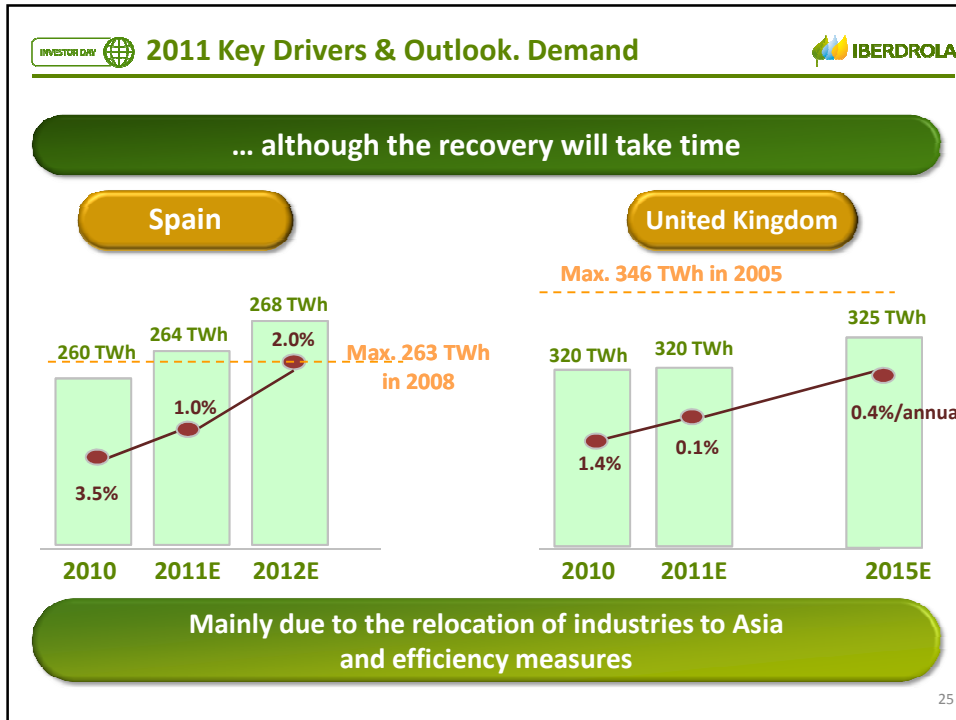 INVESTOR DAY
2011 Key Drivers & Outlook. Demand
IBERDROLA
… although the recovery will take time
Spain
United Kingdom
Max. 346 TWh in 2005
268 TWh
264 TWh
260 TWh
2.0%
Max. 263 TWh
in 2008
1.0%
3.5%
325 TWh
320 TWh
320 TWh
0.4%/annua
0.1%
1.4%
2010
2011E
2012E
2010
2011E
2015E
Mainly due to the relocation of industries to Asia
and efficiency measures
25